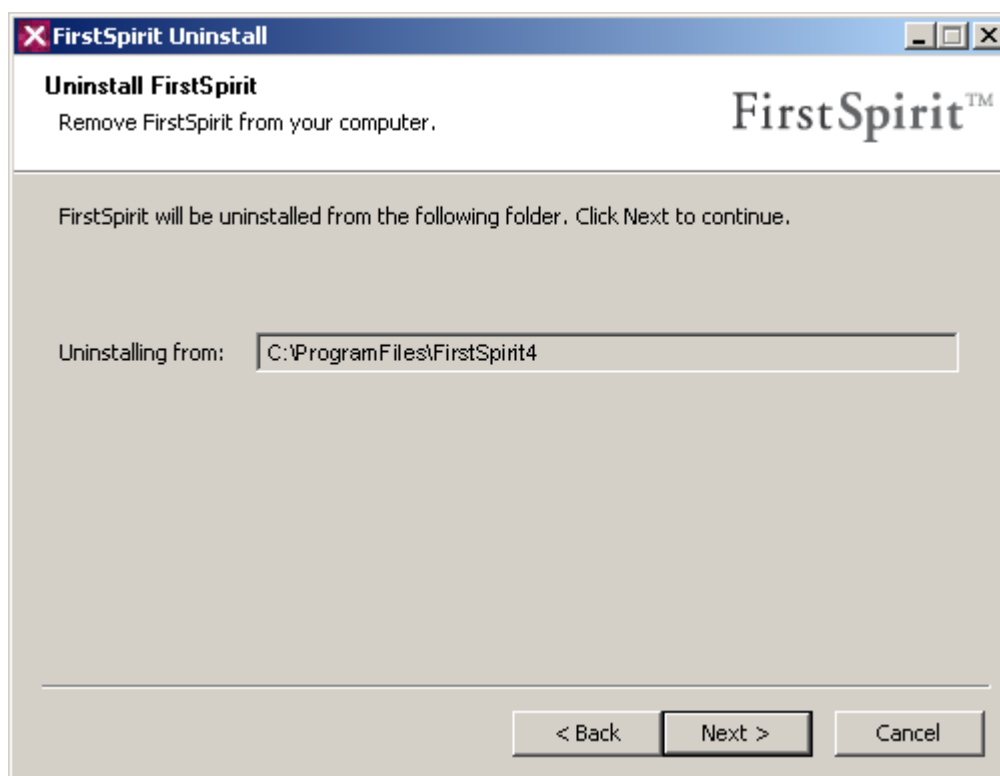 FirstSpirit Uninstall
Uninstall FirstSpirit
Remove FirstSpirit from your computer.
FirstSpirit™
FirstSpirit will be uninstalled from the following folder. Click Next to continue.
Uninstalling from: C:\ProgramFiles\FirstSpirit4
< Back Next > Cancel